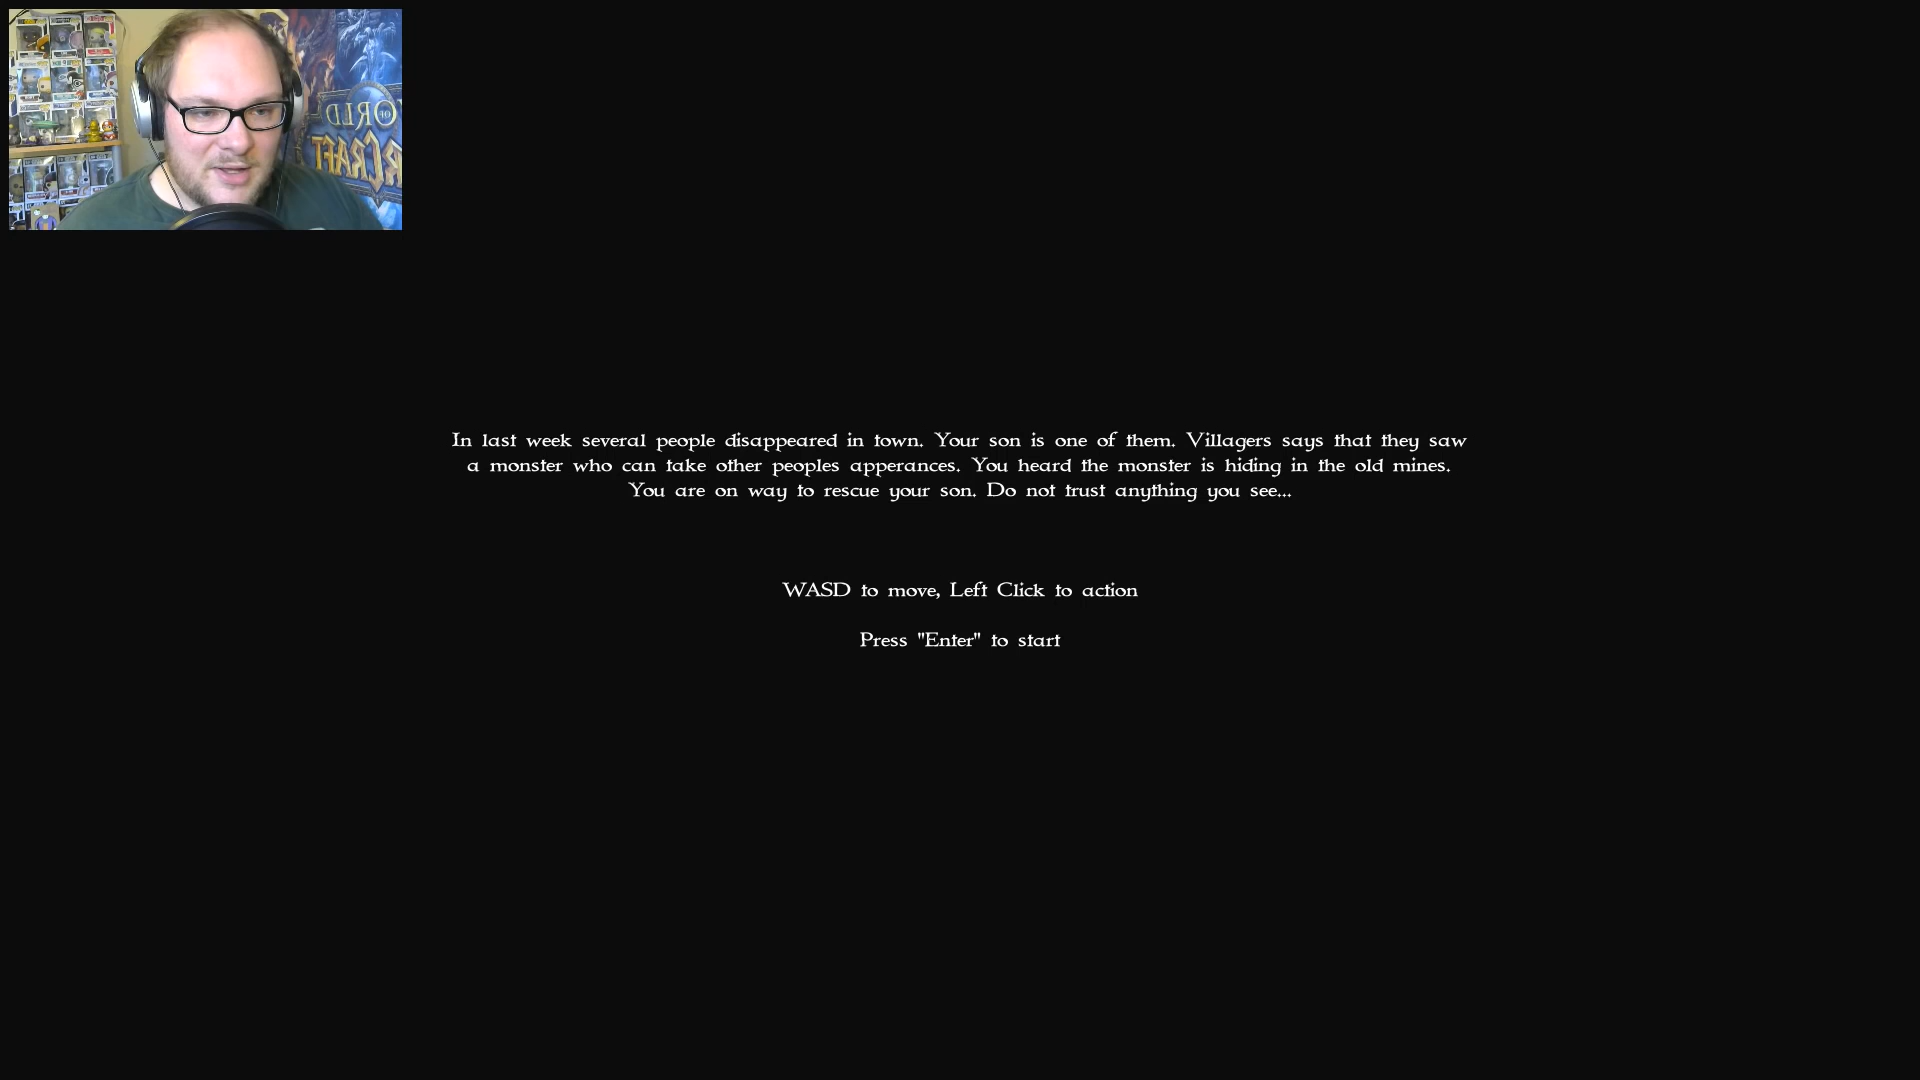 ORLD
OF
RCRAFT
In last week several people disappeared in town. Your son is one of them. Villagers says that they saw
a monster who can take other peoples apperances. You heard the monster is hiding in the old mines.
You are on way to rescue your son. Do not trust anything you see...
WASD to move, Left Click to action
Press "Enter" to start